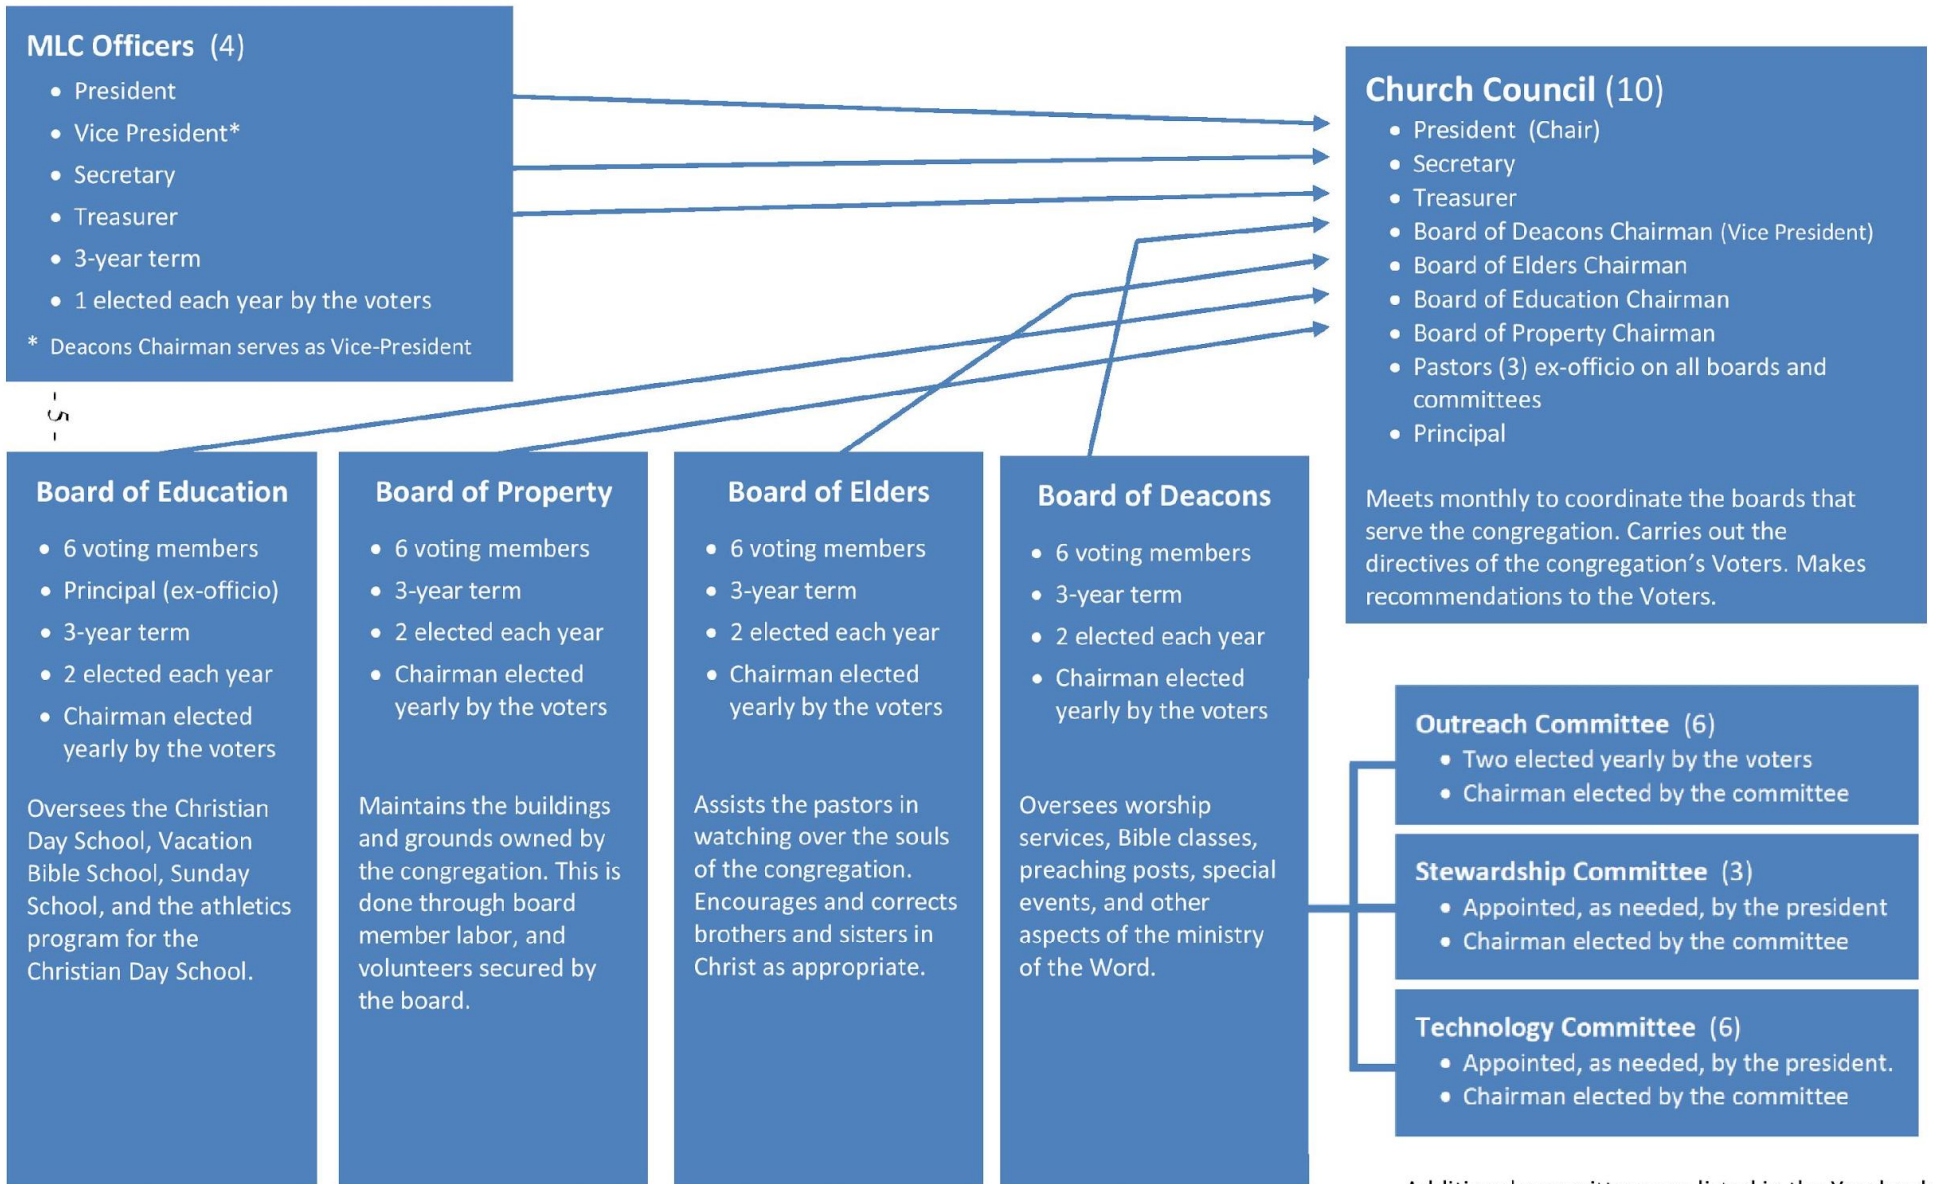 MLC Officers (4)
• President
• Vice President*
• Secretary
• Treasurer
• 3-year term
• 1 elected each year by the voters
* Deacons Chairman serves as Vice-President
Church Council (10)
• President (Chair)
• Secretary
• Treasurer
• Board of Deacons Chairman (Vice President)
• Board of Elders Chairman
• Board of Education Chairman
• Board of Property Chairman
• Pastors (3) ex-officio on all boards and
committees
• Principal
Meets monthly to coordinate the boards that
serve the congregation. Carries out the
directives of the congregation’s Voters. Makes
recommendations to the Voters.
- 5 -
Board of Education
• 6 voting members
• Principal (ex-officio)
• 3-year term
• 2 elected each year
• Chairman elected
yearly by the voters
Oversees the Christian
Day School, Vacation
Bible School, Sunday
School, and the athletics
program for the
Christian Day School.
Board of Property
• 6 voting members
• 3-year term
• 2 elected each year
• Chairman elected
yearly by the voters
Maintains the buildings
and grounds owned by
the congregation. This is
done through board
member labor, and
volunteers secured by
the board.
Board of Elders
• 6 voting members
• 3-year term
• 2 elected each year
• Chairman elected
yearly by the voters
Assists the pastors in
watching over the souls
of the congregation.
Encourages and corrects
brothers and sisters in
Christ as appropriate.
Board of Deacons
• 6 voting members
• 3-year term
• 2 elected each year
• Chairman elected
yearly by the voters
Oversees worship
services, Bible classes,
preaching posts, special
events, and other
aspects of the ministry
of the Word.
Outreach Committee (6)
• Two elected yearly by the voters
• Chairman elected by the committee
Stewardship Committee (3)
• Appointed, as needed, by the president
• Chairman elected by the committee
Technology Committee (6)
• Appointed, as needed, by the president.
• Chairman elected by the committee